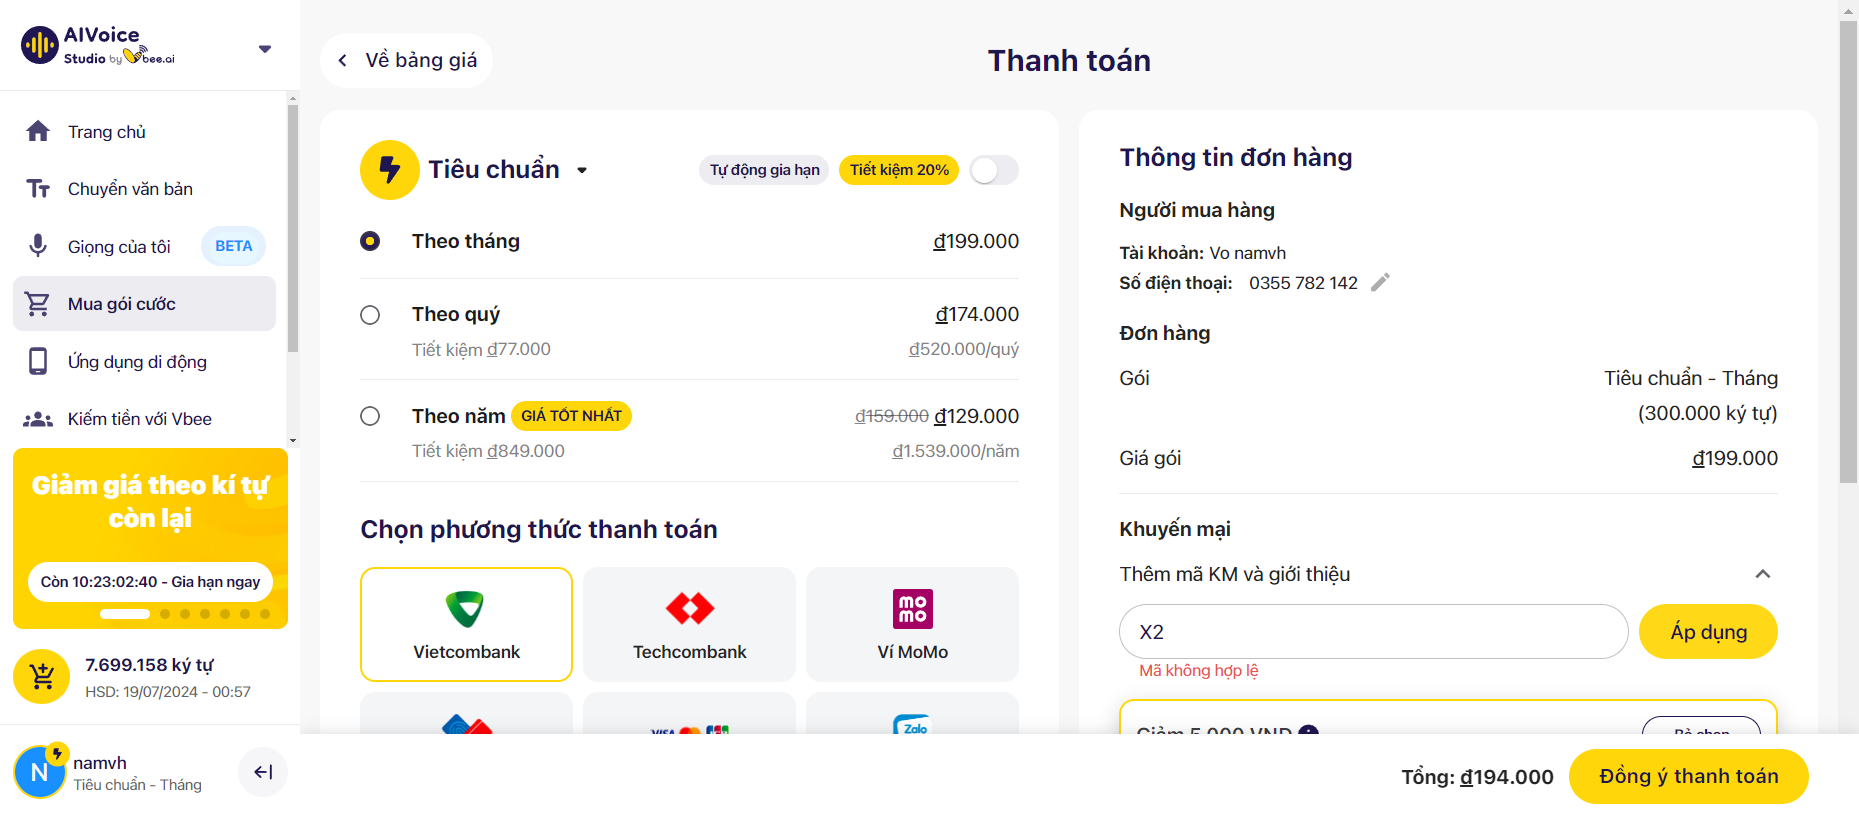 AIVoice
Studio by Vbee.ai
Trang chủ
Chuyển văn bản
Giọng của tôi BETA
Mua gói cước
Ứng dụng di động
Kiếm tiền với Vbee
Giảm giá theo kí tự
còn lại
Còn 10:23:02:40 - Gia hạn ngay
7.699.158 ký tự
HSD: 19/07/2024 - 00:57
N namvh
Tiêu chuẩn - Tháng
Về bảng giá
Thanh toán
Tiêu chuẩn Tự động gia hạn Tiết kiệm 20%
Theo tháng ₫199.000
Theo quý ₫174.000
Tiết kiệm ₫77.000 ₫520.000/quý
Theo năm GIÁ TỐT NHẤT ₫159.000 ₫129.000
Tiết kiệm ₫849.000 ₫1.539.000/năm
Chọn phương thức thanh toán
Vietcombank
Techcombank
mo
mo
Ví MoMo
VISA JCB
Zalo
Thông tin đơn hàng
Người mua hàng
Tài khoản: Vo namvh
Số điện thoại: 0355 782 142
Đơn hàng
Gói Tiêu chuẩn - Tháng
(300.000 ký tự)
Giá gói ₫199.000
Khuyến mại
Thêm mã KM và giới thiệu
X2 Áp dụng
Mã không hợp lệ
Giảm 5.000 VND Bỏ chọn
Tổng: ₫194.000 Đồng ý thanh toán